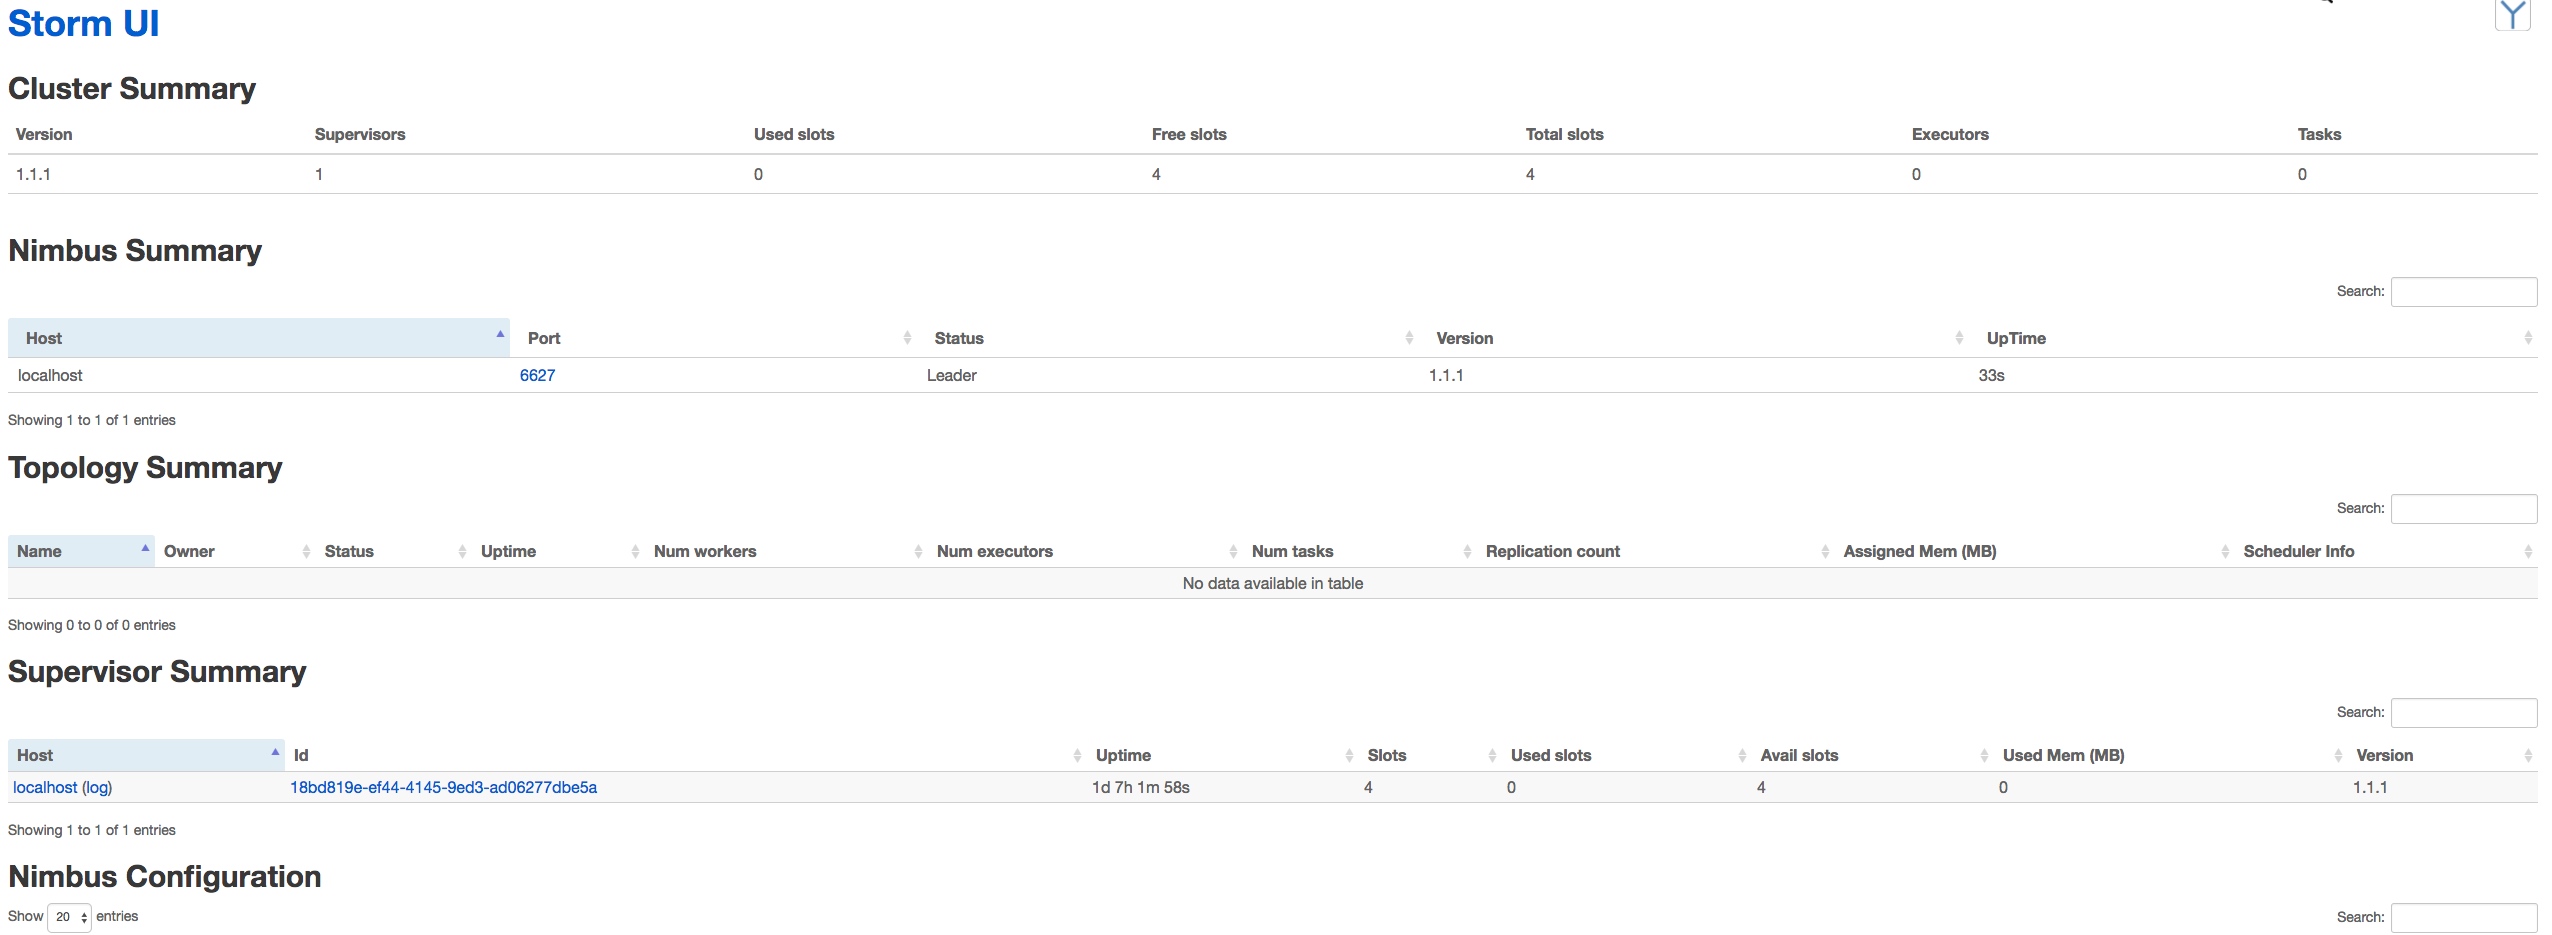 Storm UI
Cluster Summary
Version Supervisors Used slots Free slots Total slots Executors Tasks
1.1.1 1 0 4 4 0 0
Nimbus Summary
Search:
Host Port Status Version UpTime
localhost 6627 Leader 1.1.1 33s
Showing 1 to 1 of 1 entries
Topology Summary
Search:
Name Owner Status Uptime Num workers Num executors Num tasks Replication count Assigned Mem (MB) Scheduler Info
No data available in table
Showing 0 to 0 of 0 entries
Supervisor Summary
Search:
Host Id Uptime Slots Used slots Avail slots Used Mem (MB) Version
localhost (log) 18bd819e-ef44-4145-9ed3-ad06277dbe5a 1d 7h 1m 58s 4 0 4 0 1.1.1
Showing 1 to 1 of 1 entries
Nimbus Configuration
Show 20 entries Search: